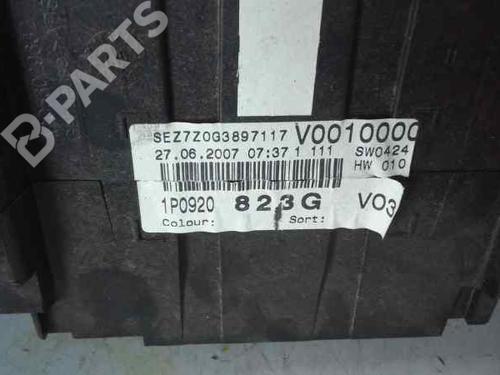 B-PARTS
SEZ7Z0G3897117 V0010000
27.06.2007 07:37 1 111 SW0424
HW 010
1P0920 823G V03
Colour: Sort: